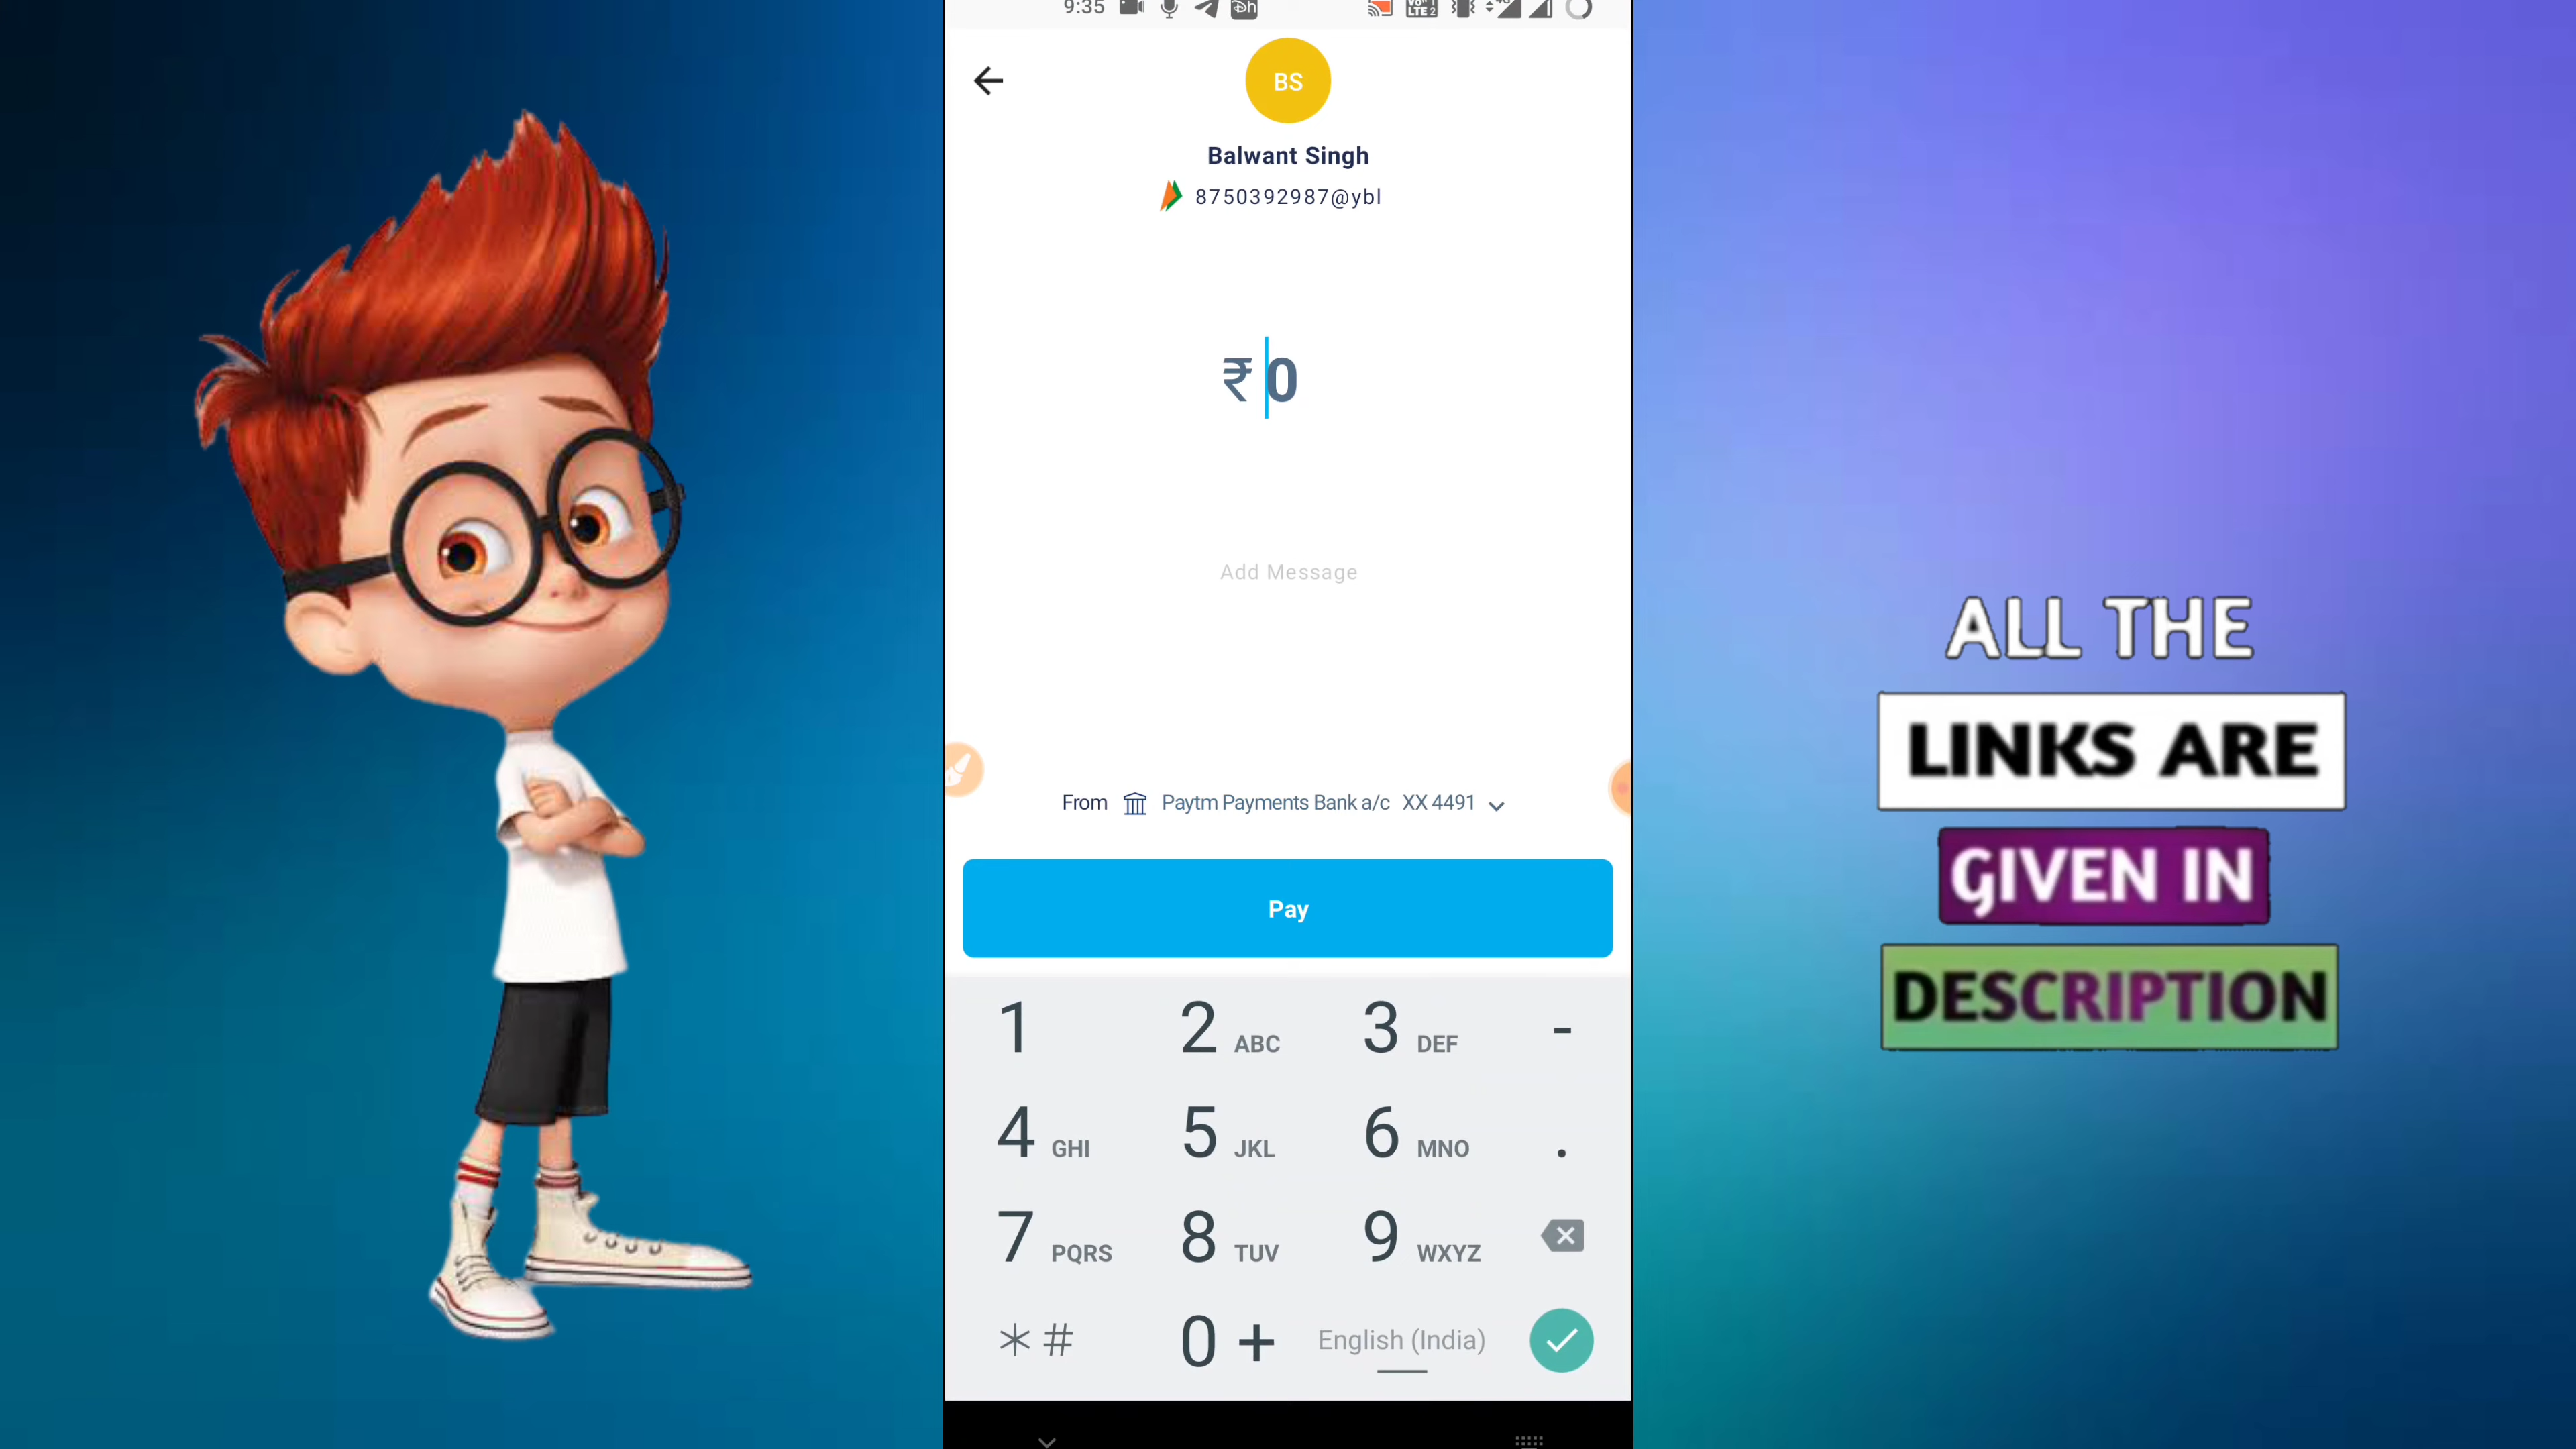 9:35
BS
Balwant Singh
8750392987@ybl
₹ 0
Add Message
From Paytm Payments Bank a/c XX 4491
Pay
1 2 ABC 3 DEF -
4 GHI 5 JKL 6 MNO .
7 PQRS 8 TUV 9 WXYZ
* # 0 + English (India)
ALL THE
LINKS ARE
GIVEN IN
DESCRIPTION